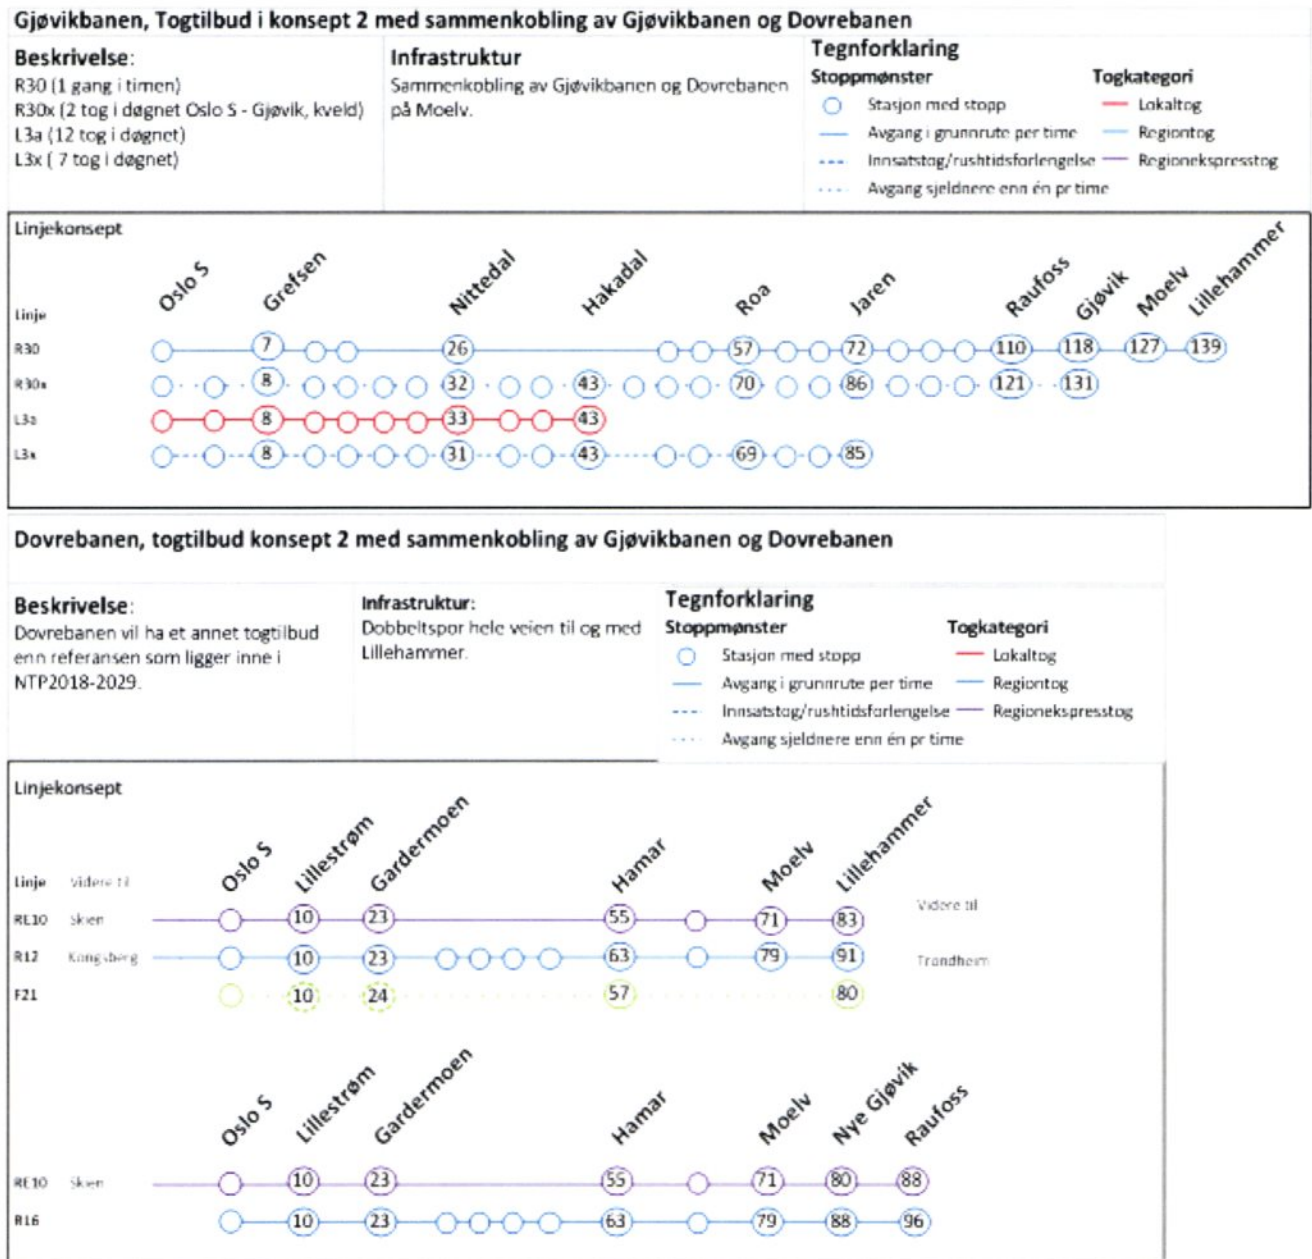 Gjøvikbanen, Togtilbud i konsept 2 med sammenkobling av Gjøvikbanen og Dovrebanen
Beskrivelse:
R30 (1 gang i timen)
R30x (2 tog i døgnet Oslo S - Gjøvik, kveld)
L3a (12 tog i døgnet)
L3x ( 7 tog i døgnet)
Infrastruktur
Sammenkobling av Gjøvikbanen og Dovrebanen
på Moelv.
Tegnforklaring
Stoppmønster
Stasjon med stopp
Avgang i grunnrute per time
Innsatstog/rushtidsforlengelse
Avgang sjeldnere enn én pr time
Togkategori
Lokaltog
Regiontog
Regionekspresstog
Linjekonsept
Oslo S Grefsen Nittedal Hakadal Roa Jaren Raufoss Gjøvik Moelv Lillehammer
Linje
R30 7 26 57 72 110 118 127 139
R30x 8 32 43 70 86 121 131
L3a 8 33 43
L3x 8 31 43 69 85
Dovrebanen, togtilbud konsept 2 med sammenkobling av Gjøvikbanen og Dovrebanen
Beskrivelse:
Dovrebanen vil ha et annet togtilbud
enn referansen som ligger inne i
NTP2018-2029.
Infrastruktur:
Dobbeltspor hele veien til og med
Lillehammer.
Tegnforklaring
Stoppmønster
Stasjon med stopp
Avgang i grunnrute per time
Innsatstog/rushtidsforlengelse
Avgang sjeldnere enn én pr time
Togkategori
Lokaltog
Regiontog
Regionekspresstog
Linjekonsept
Oslo S Lillestrøm Gardermoen Hamar Moelv Lillehammer
Linje Videre til
Videre til
RE10 Skien 10 23 55 71 83
R12 Kongsberg 10 23 63 79 91 Trondheim
F21 10 24 57 80
Oslo S Lillestrøm Gardermoen Hamar Moelv Nye Gjøvik Raufoss
RE10 Skien 10 23 55 71 80 88
R16 10 23 63 79 88 96